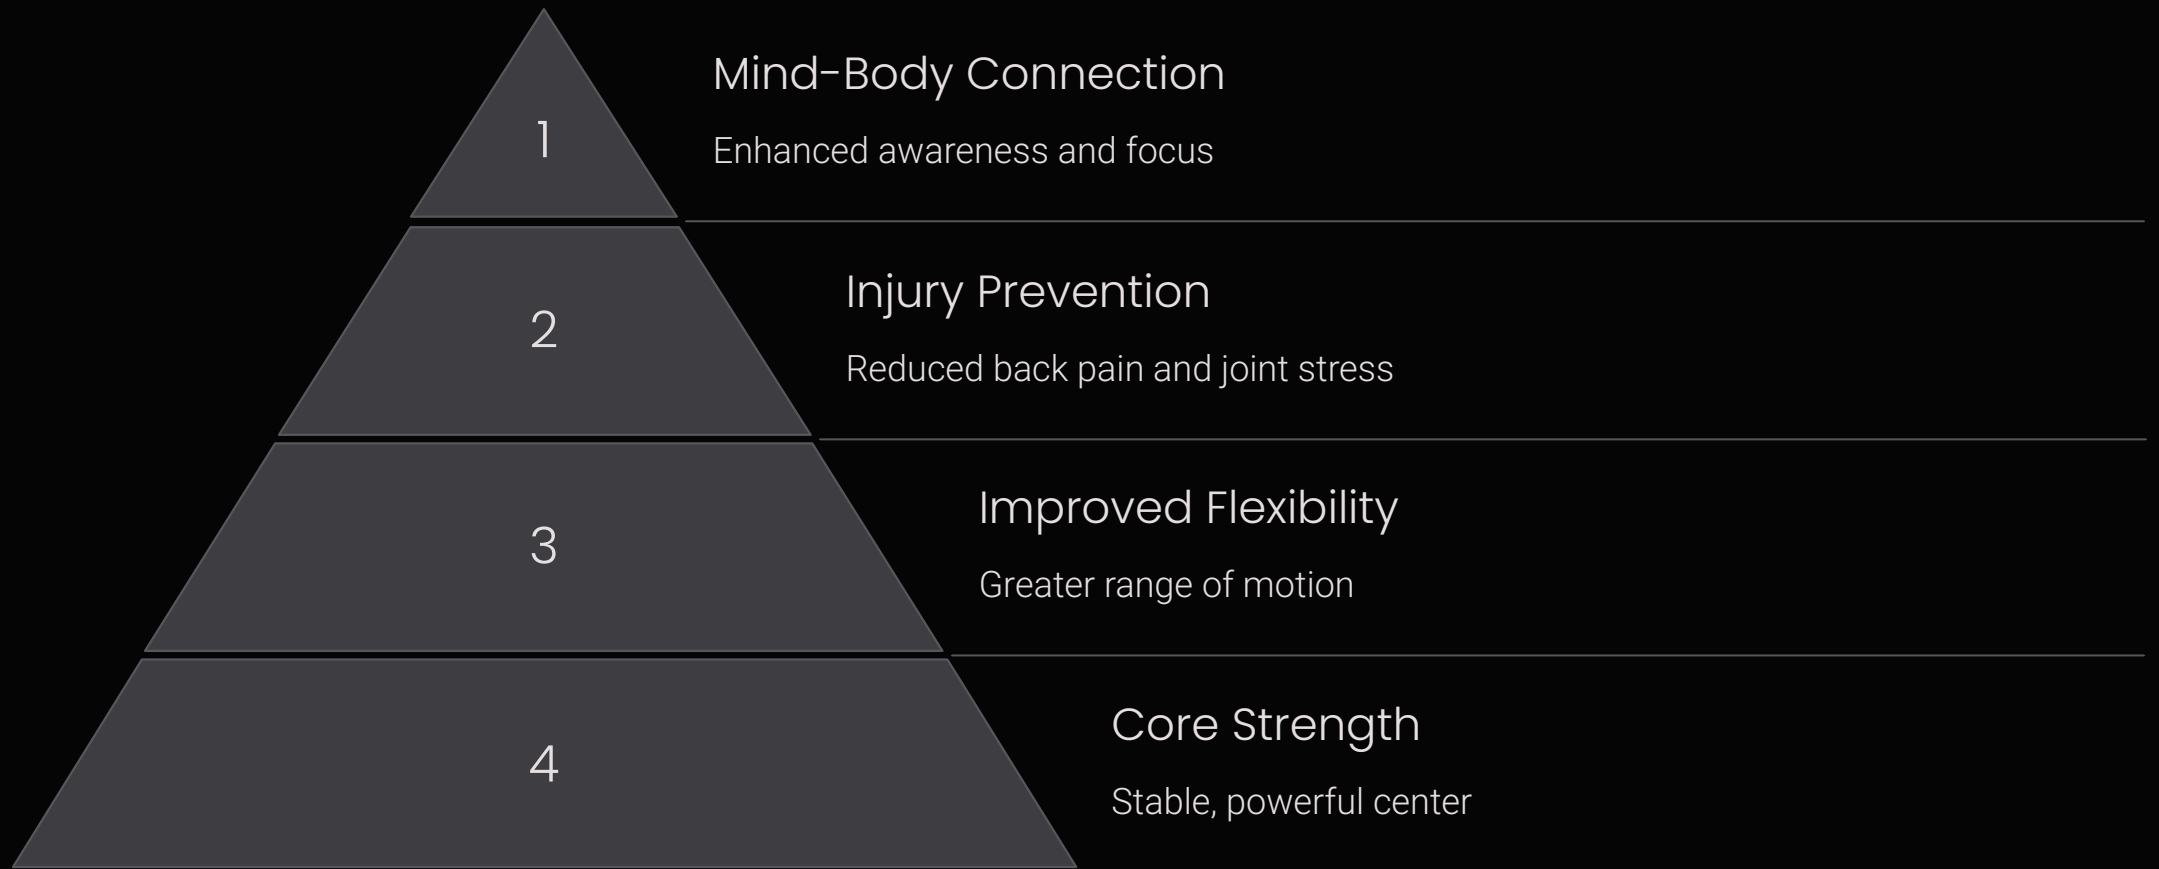 1
Mind-Body Connection
Enhanced awareness and focus
2
Injury Prevention
Reduced back pain and joint stress
3
Improved Flexibility
Greater range of motion
4
Core Strength
Stable, powerful center